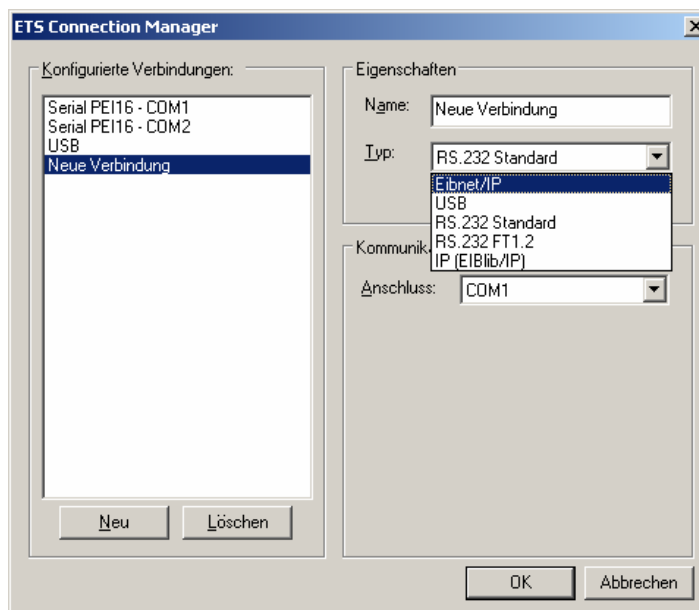 ETS Connection Manager
Konfigurierte Verbindungen:
Serial PEI16 - COM1
Serial PEI16 - COM2
USB
Neue Verbindung
Neu
Löschen
Eigenschaften
Name:
Neue Verbindung
Typ:
RS.232 Standard
Eibnet/IP
USB
RS.232 Standard
RS.232 FT1.2
IP (EIBlib/IP)
Kommunik
Anschluss:
COM1
OK
Abbrechen